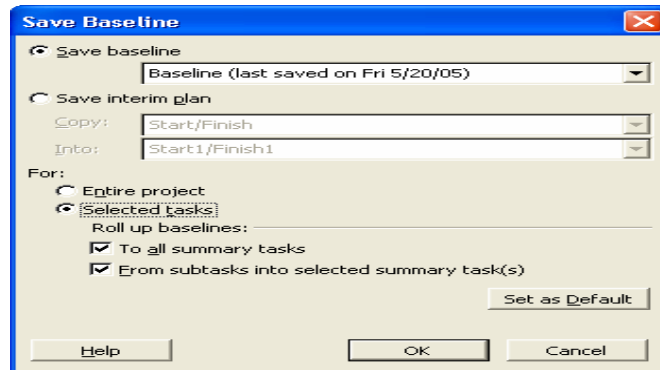 Save Baseline
Save baseline
Baseline (last saved on Fri 5/20/05)
Save interim plan
Copy: Start/Finish
Into: Start1/Finish1
For:
Entire project
Selected tasks
Roll up baselines:
To all summary tasks
From subtasks into selected summary task(s)
Set as Default
Help OK Cancel